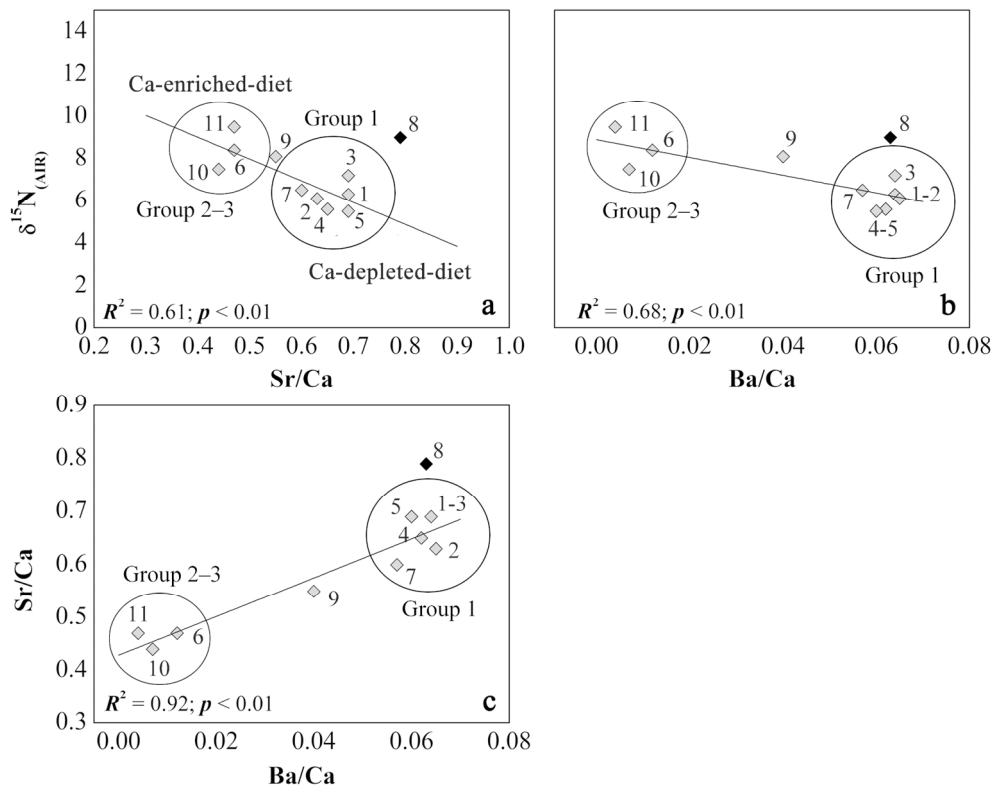 14
12
10
8
6
4
2
0
δ¹⁵N(AIR)
Ca-enriched-diet
Group 1
8
11
9
3
6
10
7
1
Group 2–3
2
4
5
Ca-depleted-diet
R² = 0.61; p < 0.01
a
0.2 0.3 0.4 0.5 0.6 0.7 0.8 0.9 1.0
Sr/Ca
8
11
6
9
10
3
7
1-2
Group 2–3
4-5
Group 1
R² = 0.68; p < 0.01
b
0.00 0.02 0.04 0.06 0.08
Ba/Ca
0.9
0.8
0.7
0.6
0.5
0.4
0.3
Sr/Ca
8
5
1-3
4
2
7
Group 2–3
9
Group 1
11
6
10
R² = 0.92; p < 0.01
c
0.00 0.02 0.04 0.06 0.08
Ba/Ca